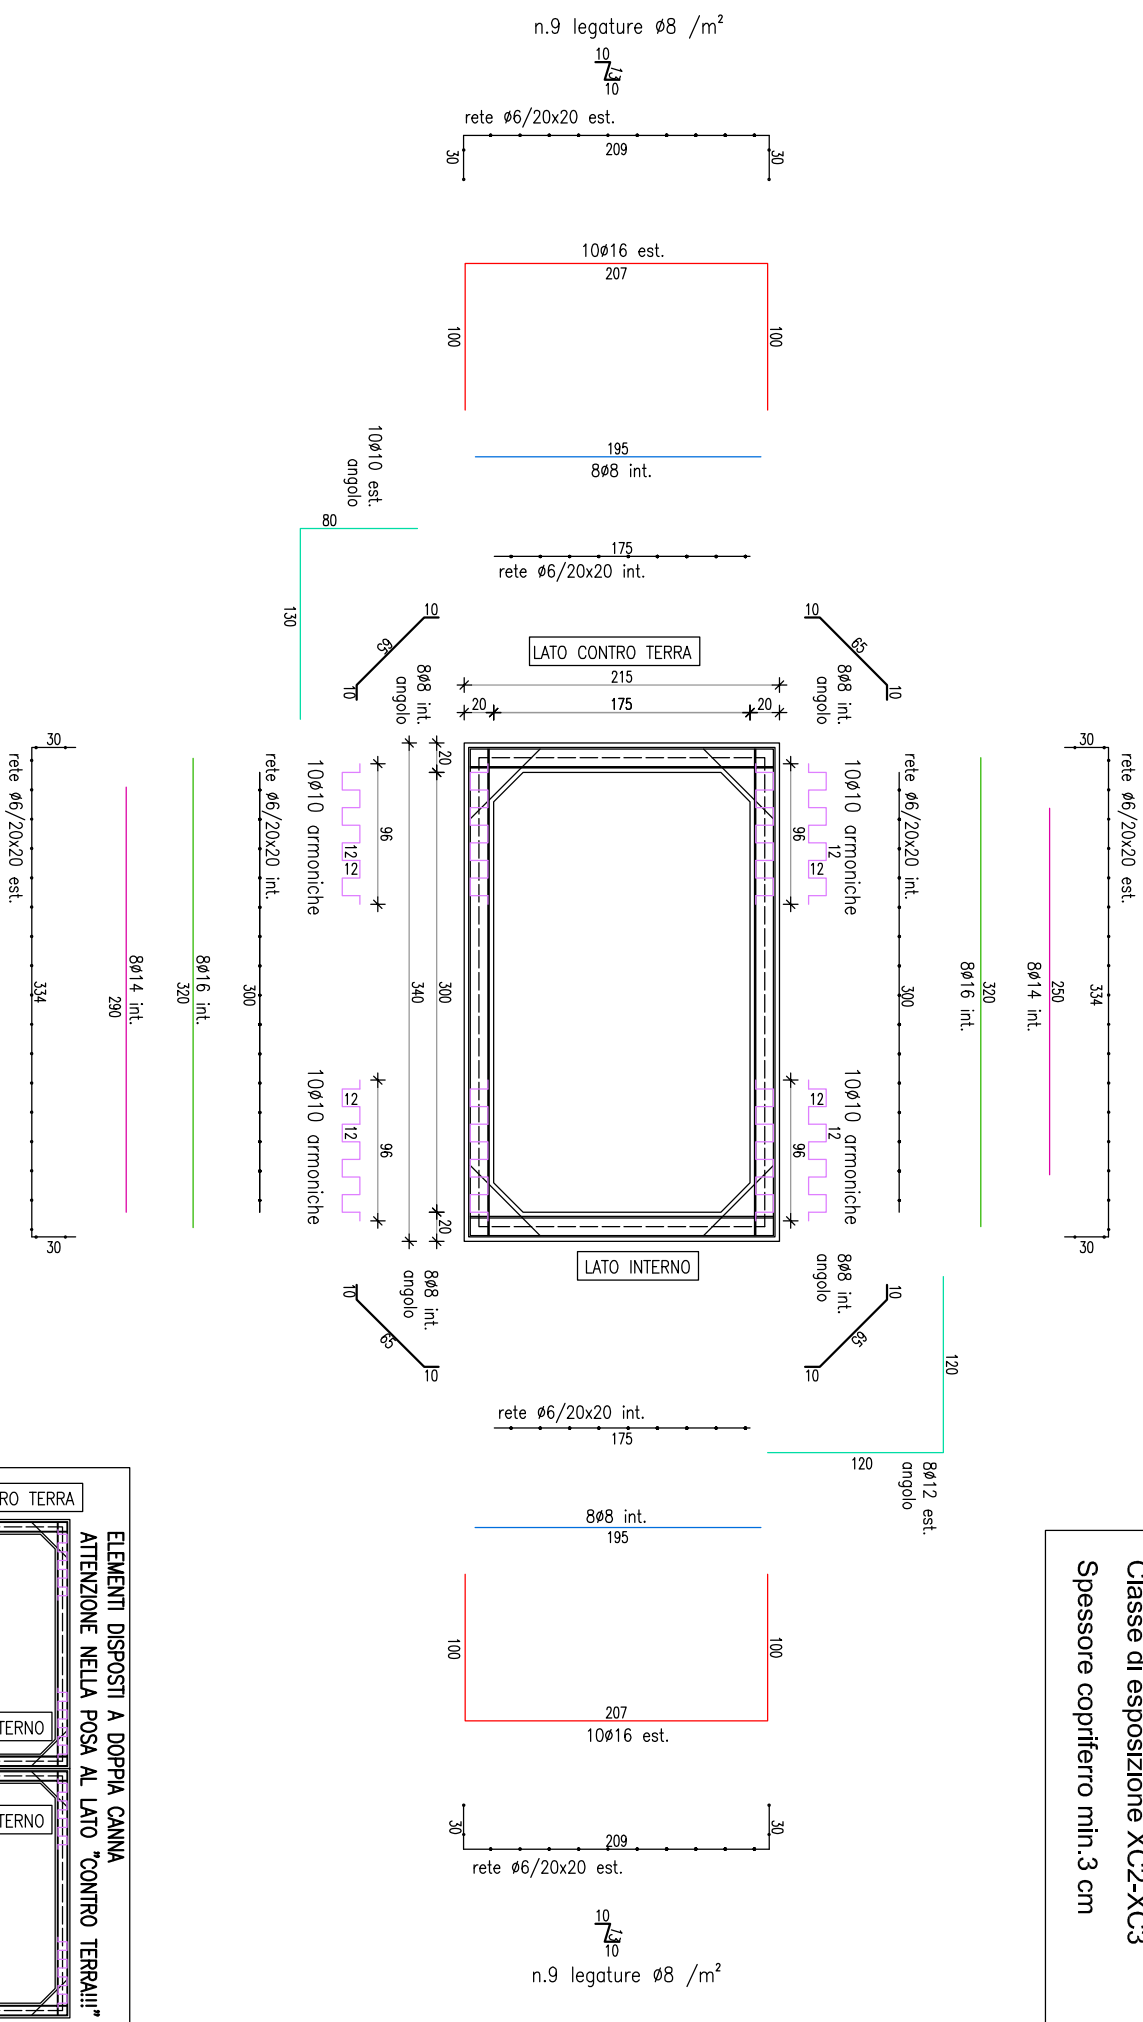 n.9 legature ø8 /m²
10
13
10
rete ø6/20x20 est.
209
30
30
10ø16 est.
207
100
100
195
8ø8 int.
10ø10 est.
angolo
80
130
175
rete ø6/20x20 int.
10
65
10
10
65
10
LATO CONTRO TERRA
215
20
175
20
8ø8 int.
angolo
8ø8 int.
angolo
30
rete ø6/20x20 est.
334
30
8ø14 int.
290
8ø16 int.
320
rete ø6/20x20 int.
300
10ø10 armoniche
96
12
12
10ø10 armoniche
96
12
12
20
300
340
20
10ø10 armoniche
96
12
12
10ø10 armoniche
96
12
12
rete ø6/20x20 int.
300
320
8ø16 int.
250
8ø14 int.
30
rete ø6/20x20 est.
334
30
LATO INTERNO
8ø8 int.
angolo
8ø8 int.
angolo
10
65
10
10
65
10
120
120
8ø12 est.
angolo
rete ø6/20x20 int.
175
8ø8 int.
195
100
100
207
10ø16 est.
30
30
209
rete ø6/20x20 est.
10
13
10
n.9 legature ø8 /m²
Classe di esposizione XC2-XC3
Spessore copriferro min.3 cm
ELEMENTI DISPOSTI A DOPPIA CANNA
ATTENZIONE NELLA POSA AL LATO "CONTRO TERRA!!!"
RO TERRA
TERNO
TERNO